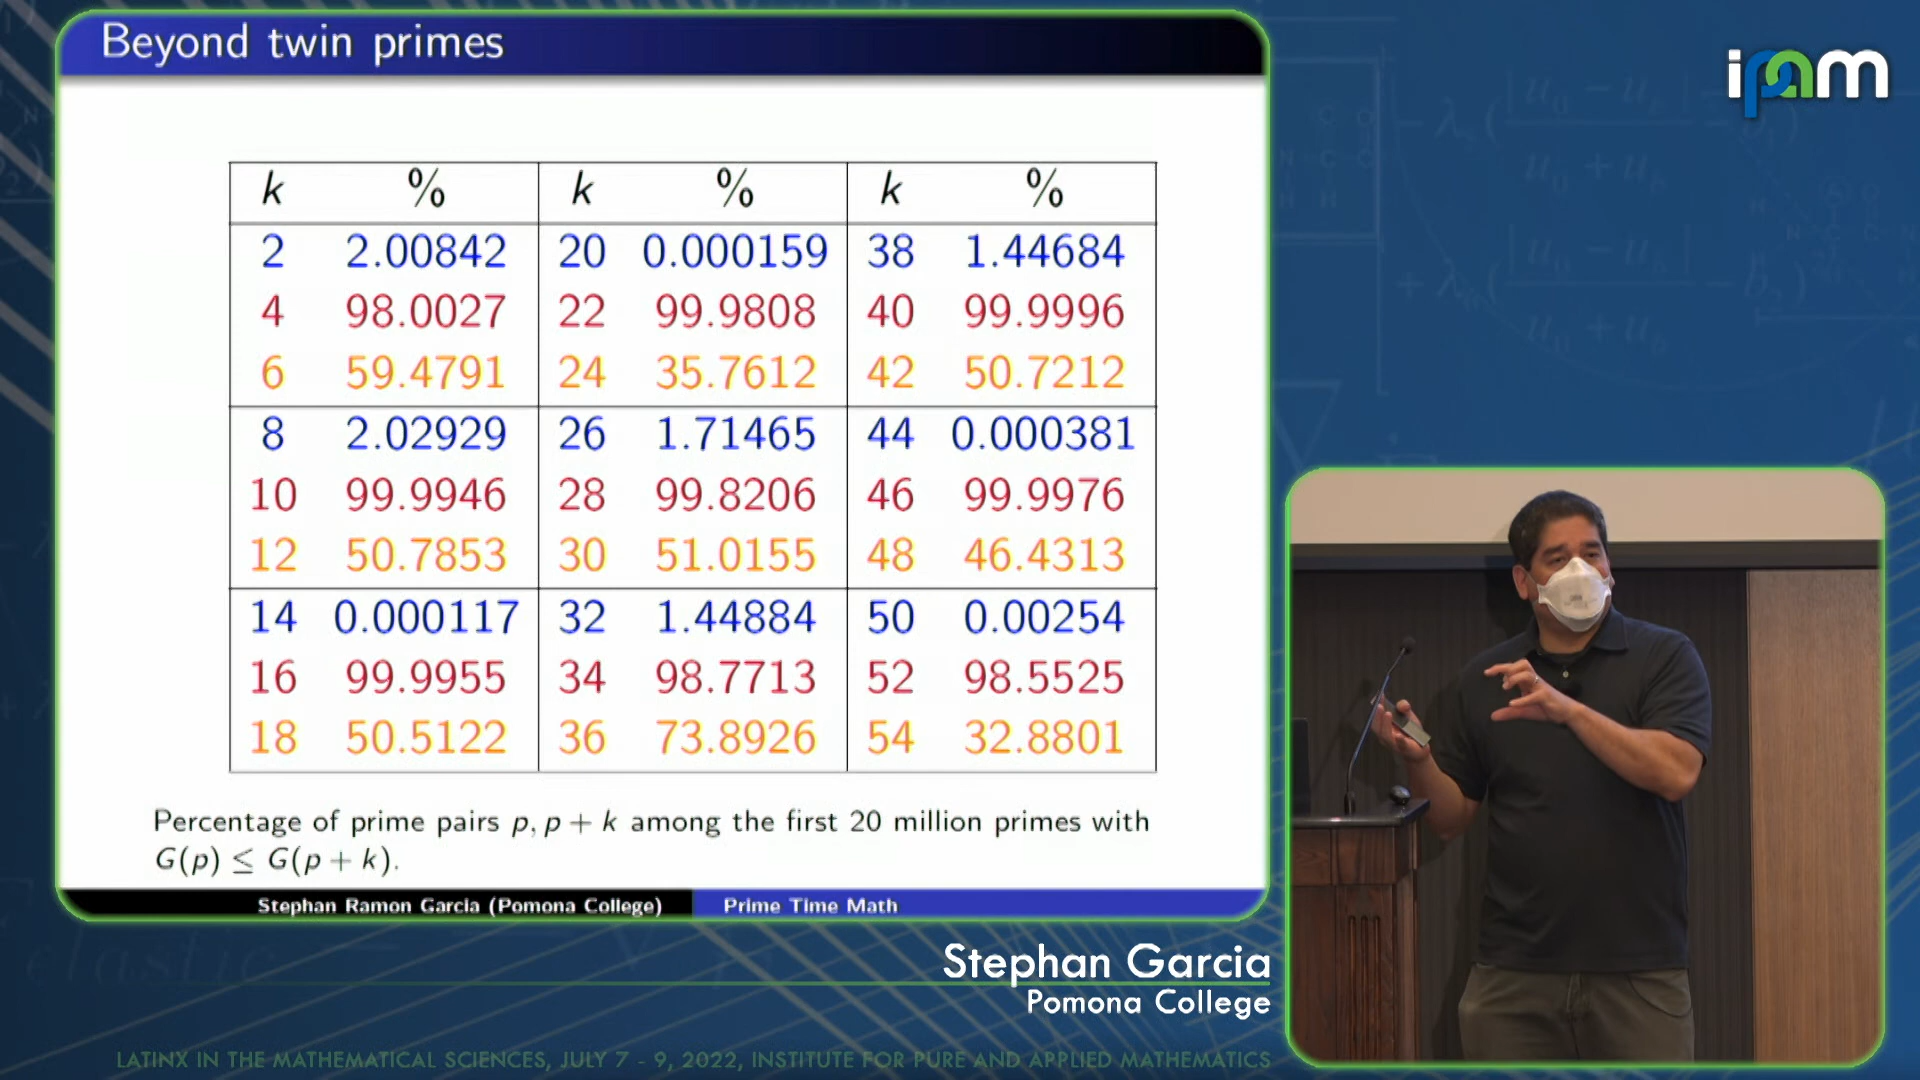 Beyond twin primes
ipam
k % k % k %
2 2.00842 20 0.000159 38 1.44684
4 98.0027 22 99.9808 40 99.9996
6 59.4791 24 35.7612 42 50.7212
8 2.02929 26 1.71465 44 0.000381
10 99.9946 28 99.8206 46 99.9976
12 50.7853 30 51.0155 48 46.4313
14 0.000117 32 1.44884 50 0.00254
16 99.9955 34 98.7713 52 98.5525
18 50.5122 36 73.8926 54 32.8801
Percentage of prime pairs p, p + k among the first 20 million primes with
G(p) ≤ G(p + k).
Stephan Ramon Garcia (Pomona College) Prime Time Math
Stephan Garcia
Pomona College
LATINX IN THE MATHEMATICAL SCIENCES, JULY 7 - 9, 2022, INSTITUTE FOR PURE AND APPLIED MATHEMATICS